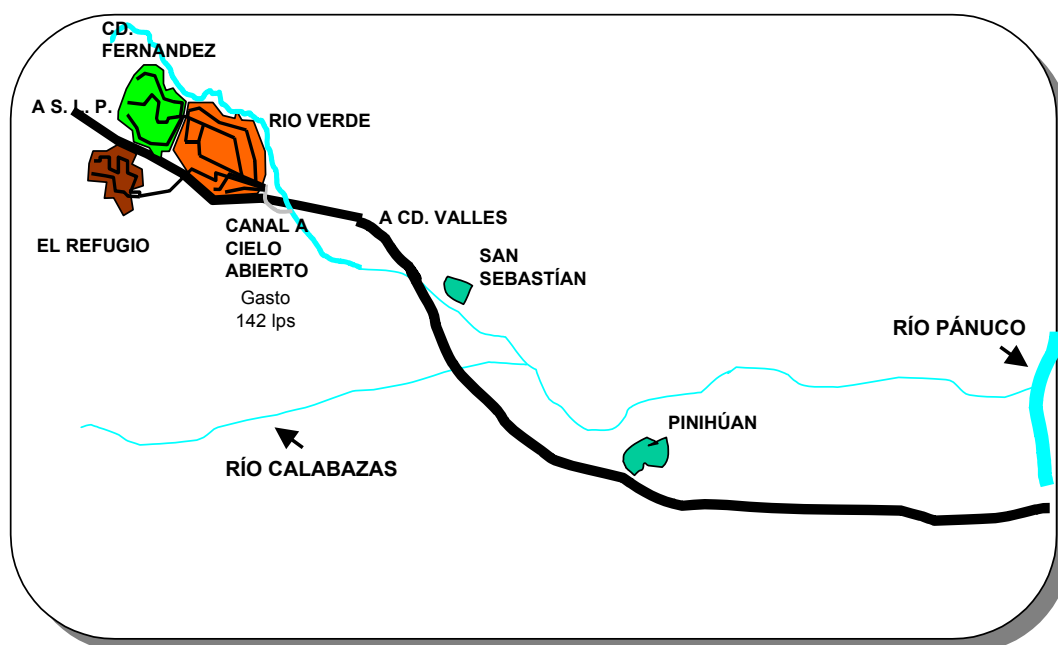 CD.
FERNANDEZ
A S. L. P.
RIO VERDE
EL REFUGIO
CANAL A
CIELO
ABIERTO
Gasto
142 lps
A CD. VALLES
SAN
SEBASTÍAN
RÍO PÁNUCO
PINIHÚAN
RÍO CALABAZAS